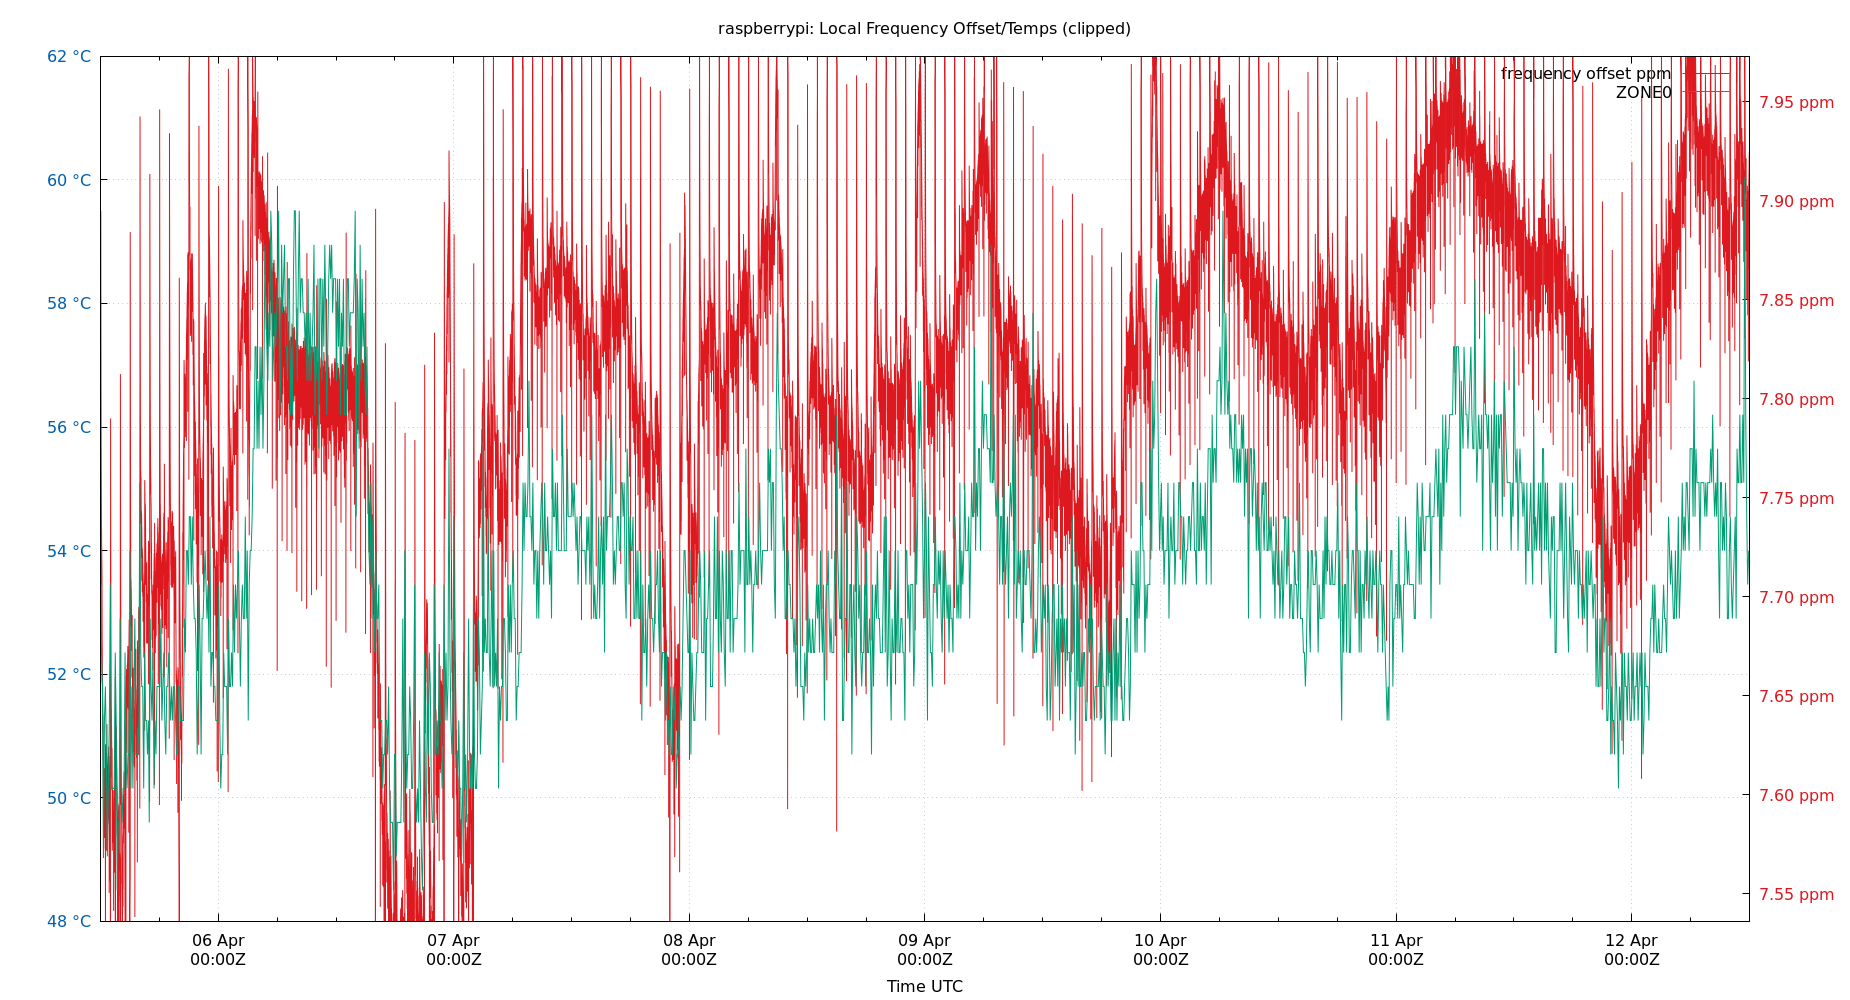 raspberrypi: Local Frequency Offset/Temps (clipped)
62 °C
60 °C
58 °C
56 °C
54 °C
52 °C
50 °C
48 °C
frequency offset ppm
ZONE0
7.95 ppm
7.90 ppm
7.85 ppm
7.80 ppm
7.75 ppm
7.70 ppm
7.65 ppm
7.60 ppm
7.55 ppm
06 Apr
00:00Z
07 Apr
00:00Z
08 Apr
00:00Z
09 Apr
00:00Z
10 Apr
00:00Z
11 Apr
00:00Z
12 Apr
00:00Z
Time UTC